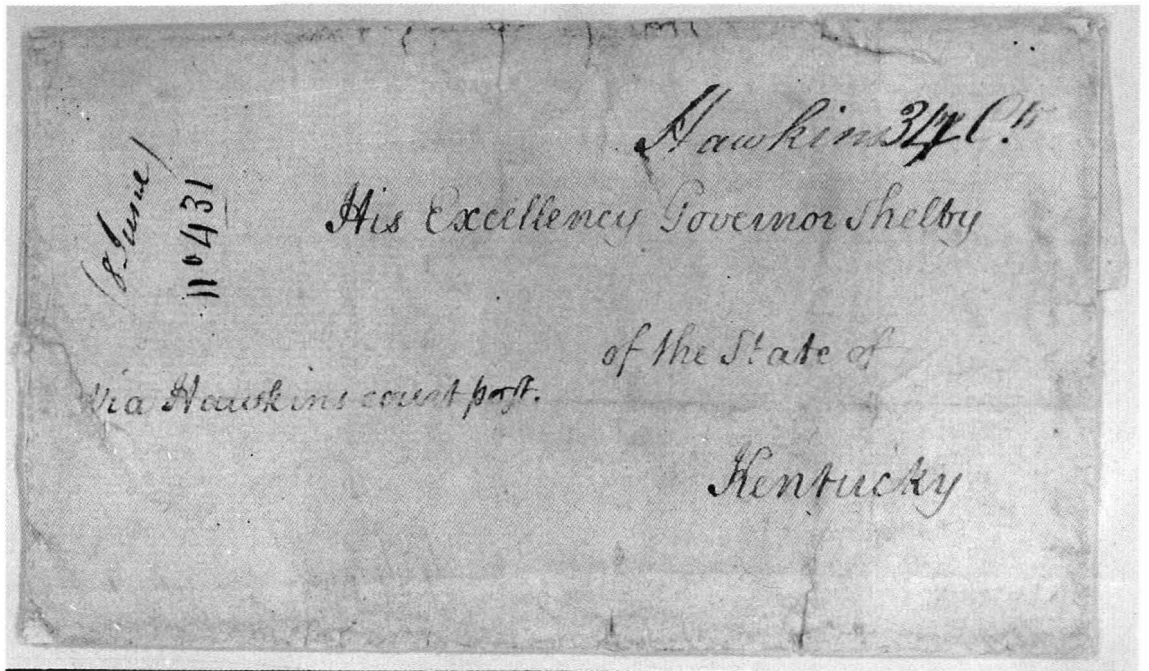 Hawkins 34 Ct.
His Excellency Governor Shelby
of the State of
Via Hawkins court post.
Kentucky
(8 June)
no 431